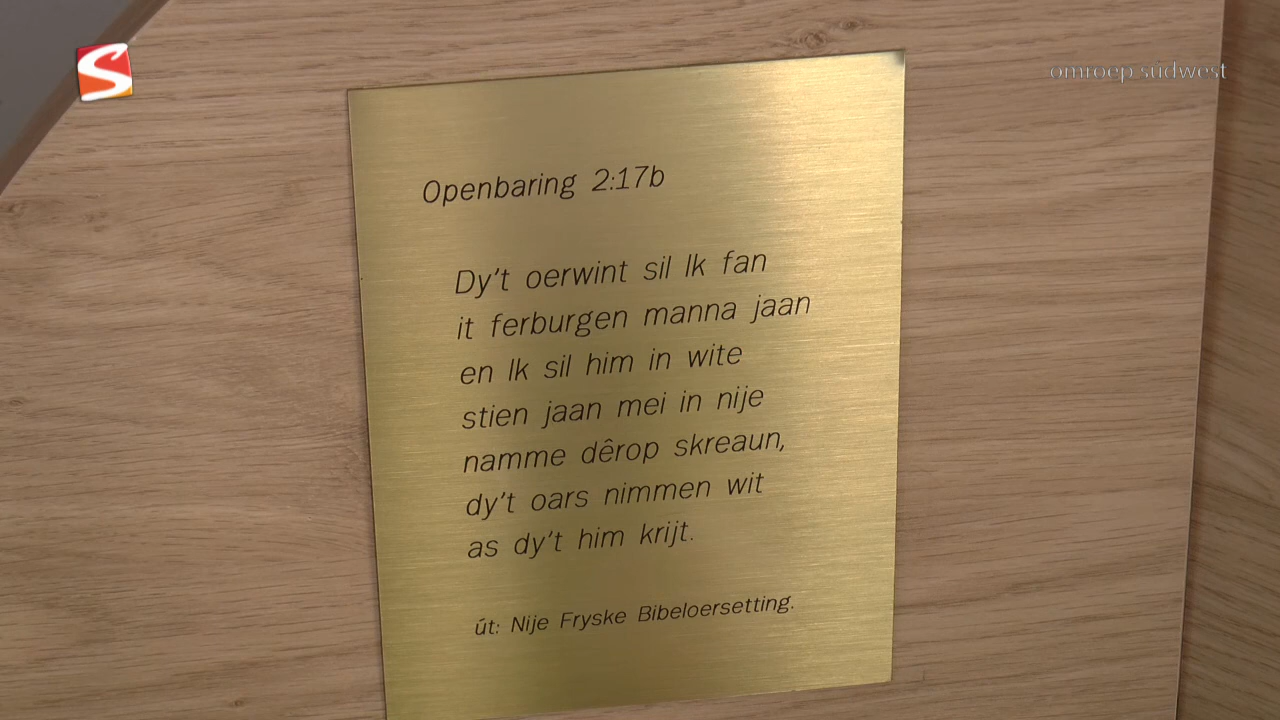 S
omroep súdwest
Openbaring 2:17b
Dy't oerwint sil Ik fan
it ferburgen manna jaan
en Ik sil him in wite
stien jaan mei in nije
namme dêrop skreaun,
dy't oars nimmen wit
as dy't him krijt.
út: Nije Fryske Bibeloersetting.